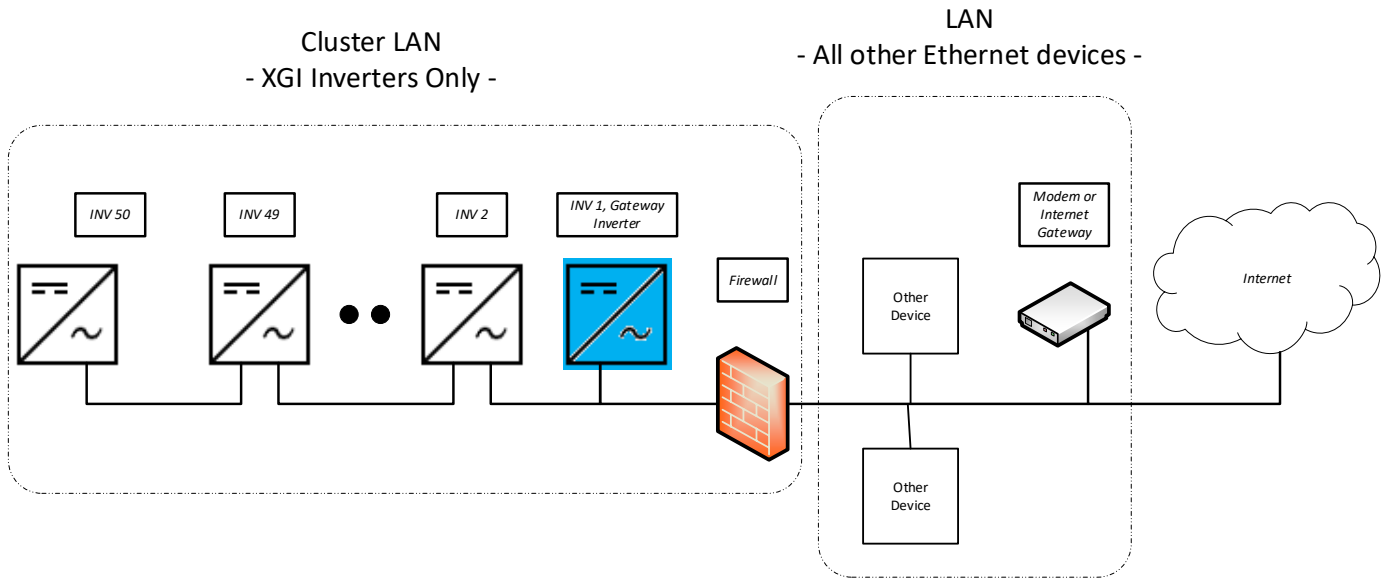 Cluster LAN
- XGI Inverters Only -
LAN
- All other Ethernet devices -
INV 50
INV 49
INV 2
INV 1, Gateway
Inverter
Firewall
Other
Device
Modem or
Internet
Gateway
Internet
Other
Device